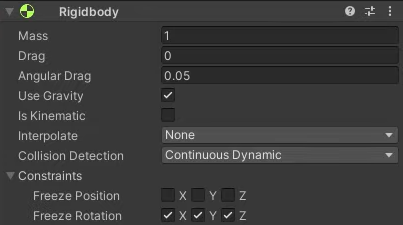 Rigidbody
Mass 1
Drag 0
Angular Drag 0.05
Use Gravity
Is Kinematic
Interpolate None
Collision Detection Continuous Dynamic
Constraints
Freeze Position X Y Z
Freeze Rotation X Y Z